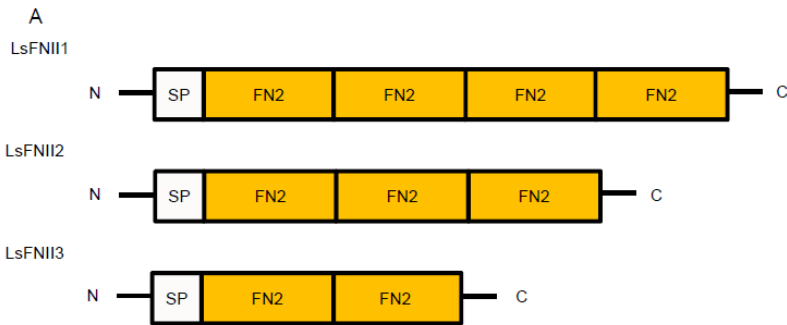 A
LsFNII1
N SP FN2 FN2 FN2 FN2 C
LsFNII2
N SP FN2 FN2 FN2 C
LsFNII3
N SP FN2 FN2 C